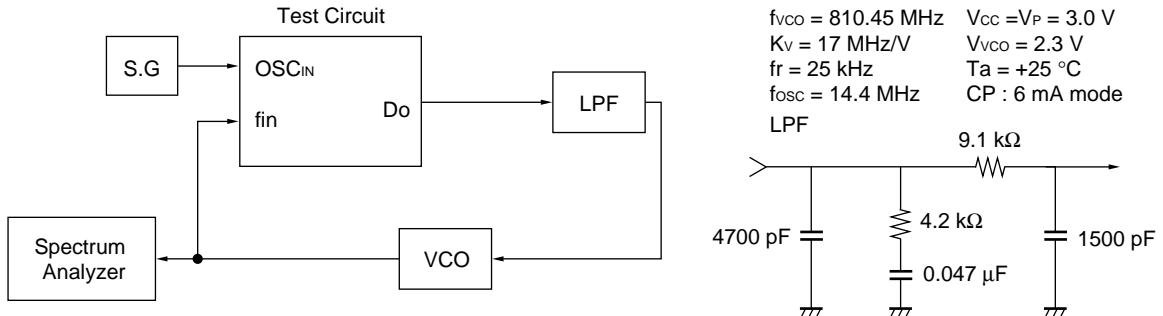 Test Circuit
S.G
OSCIN
fin
Do
LPF
Spectrum
Analyzer
VCO
fVCO = 810.45 MHz VCC =VP = 3.0 V
KV = 17 MHz/V VVCO = 2.3 V
fr = 25 kHz Ta = +25 °C
fOSC = 14.4 MHz CP : 6 mA mode
LPF
9.1 kΩ
4.2 kΩ
4700 pF
1500 pF
0.047 μF